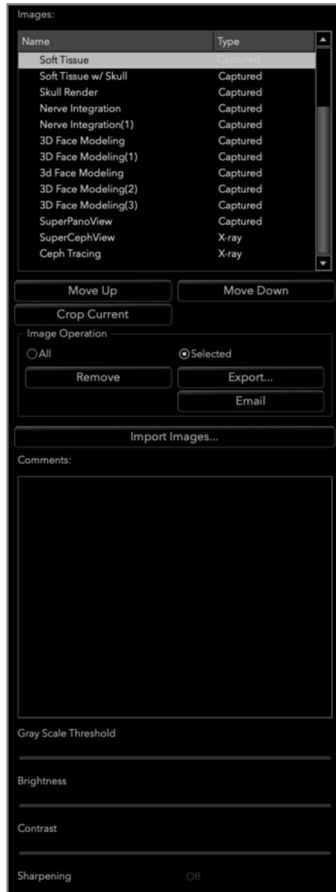 Images:
Name Type
Soft Tissue Captured
Soft Tissue w/ Skull Captured
Skull Render Captured
Nerve Integration Captured
Nerve Integration(1) Captured
3D Face Modeling Captured
3D Face Modeling(1) Captured
3d Face Modeling Captured
3D Face Modeling(2) Captured
3D Face Modeling(3) Captured
SuperPanoView Captured
SuperCephView X-ray
Ceph Tracing X-ray
Move Up Move Down
Crop Current
Image Operation
All Selected
Remove Export...
Email
Import Images...
Comments:
Gray Scale Threshold
Brightness
Contrast
Sharpening Off